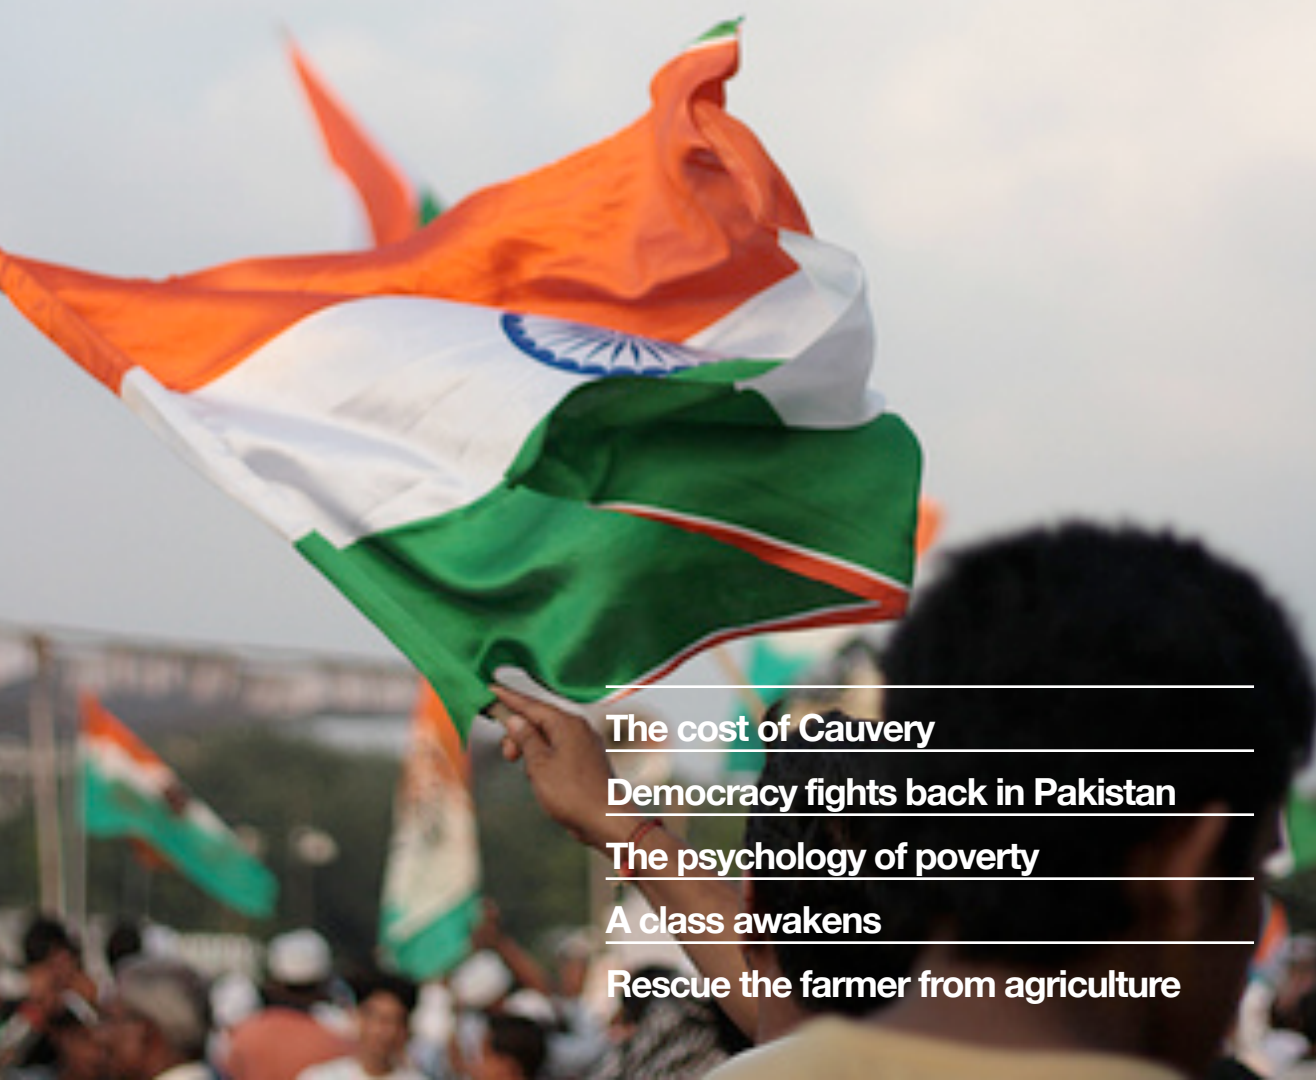 The cost of Cauvery
Democracy fights back in Pakistan
The psychology of poverty
A class awakens
Rescue the farmer from agriculture